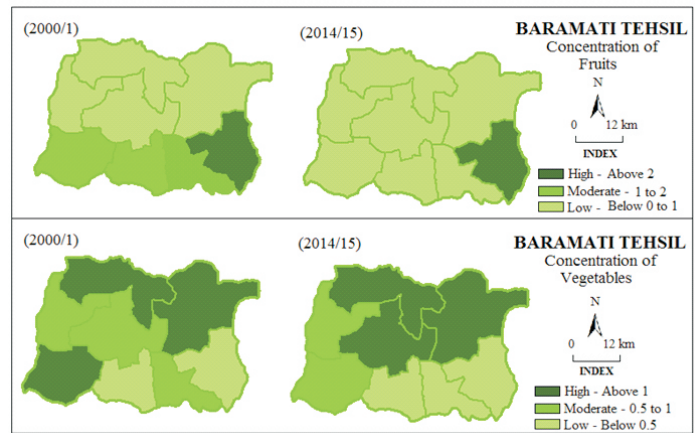 (2000/1)
(2014/15)
BARAMATI TEHSIL
Concentration of
Fruits
N
0 12 km
INDEX
High - Above 2
Moderate - 1 to 2
Low - Below 0 to 1
(2000/1)
(2014/15)
BARAMATI TEHSIL
Concentration of
Vegetables
N
0 12 km
INDEX
High - Above 1
Moderate - 0.5 to 1
Low - Below 0.5